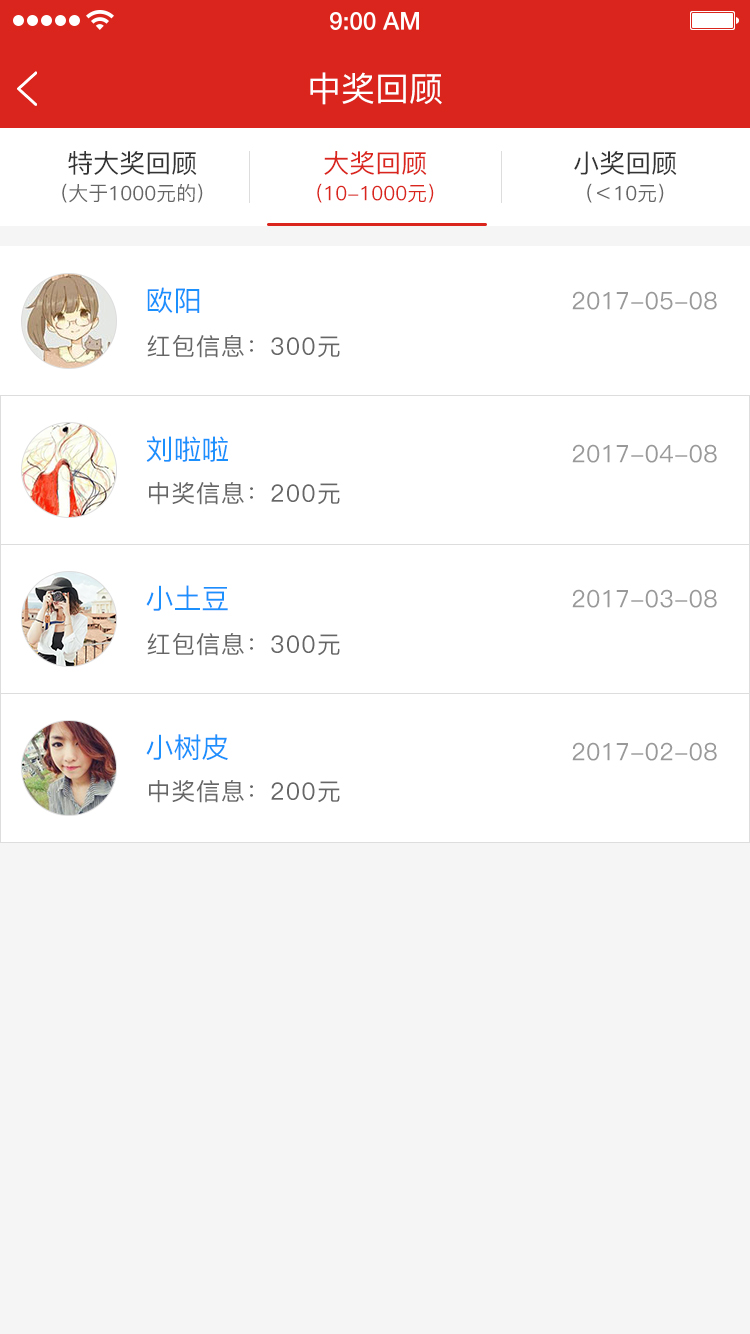 9:00 AM
中奖回顾
特大奖回顾
(大于1000元的)
大奖回顾
(10-1000元)
小奖回顾
(<10元)
欧阳
2017-05-08
红包信息：300元
刘啦啦
2017-04-08
中奖信息：200元
小土豆
2017-03-08
红包信息：300元
小树皮
2017-02-08
中奖信息：200元